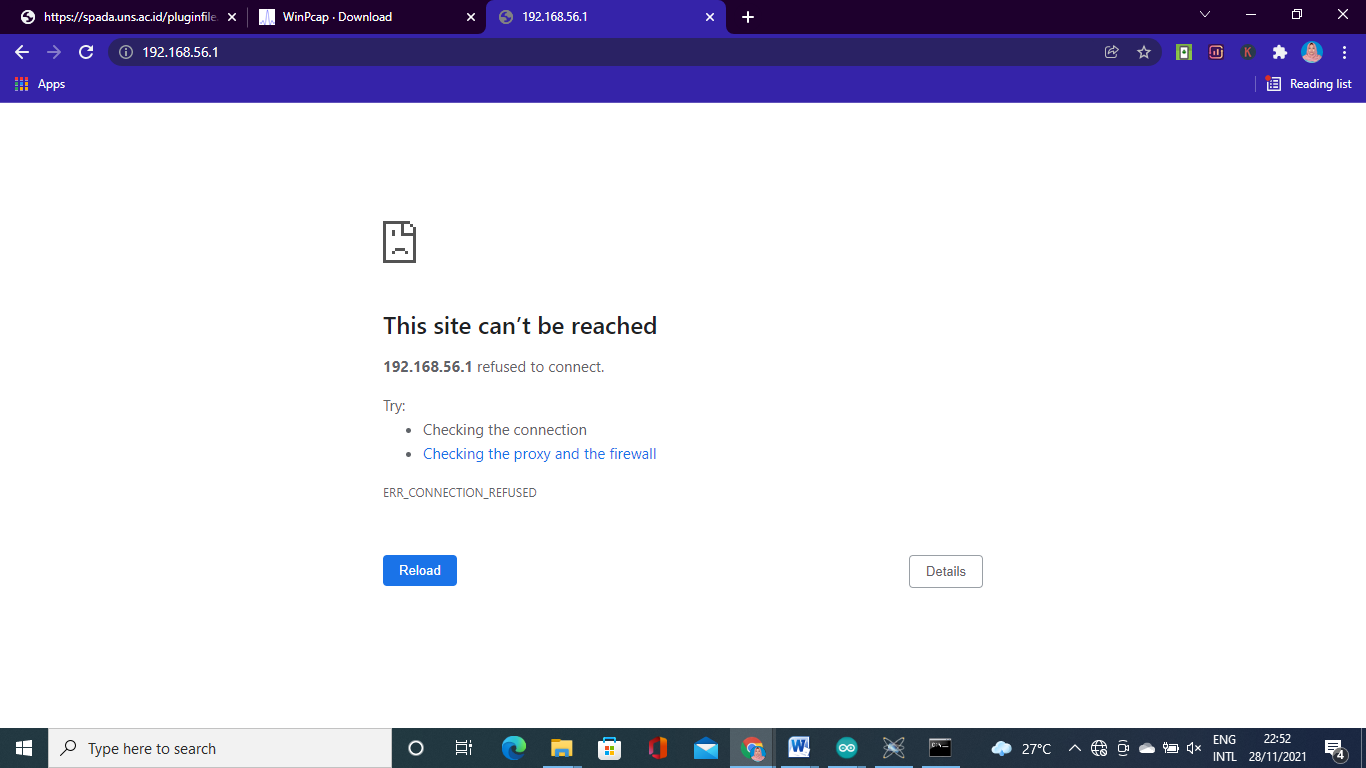 https://spada.uns.ac.id/pluginfile
WinPcap · Download
192.168.56.1
192.168.56.1
Apps
Reading list
This site can't be reached
192.168.56.1 refused to connect.
Try:
• Checking the connection
• Checking the proxy and the firewall
ERR_CONNECTION_REFUSED
Reload
Details
Type here to search
27°C
ENG
INTL
22:52
28/11/2021
4